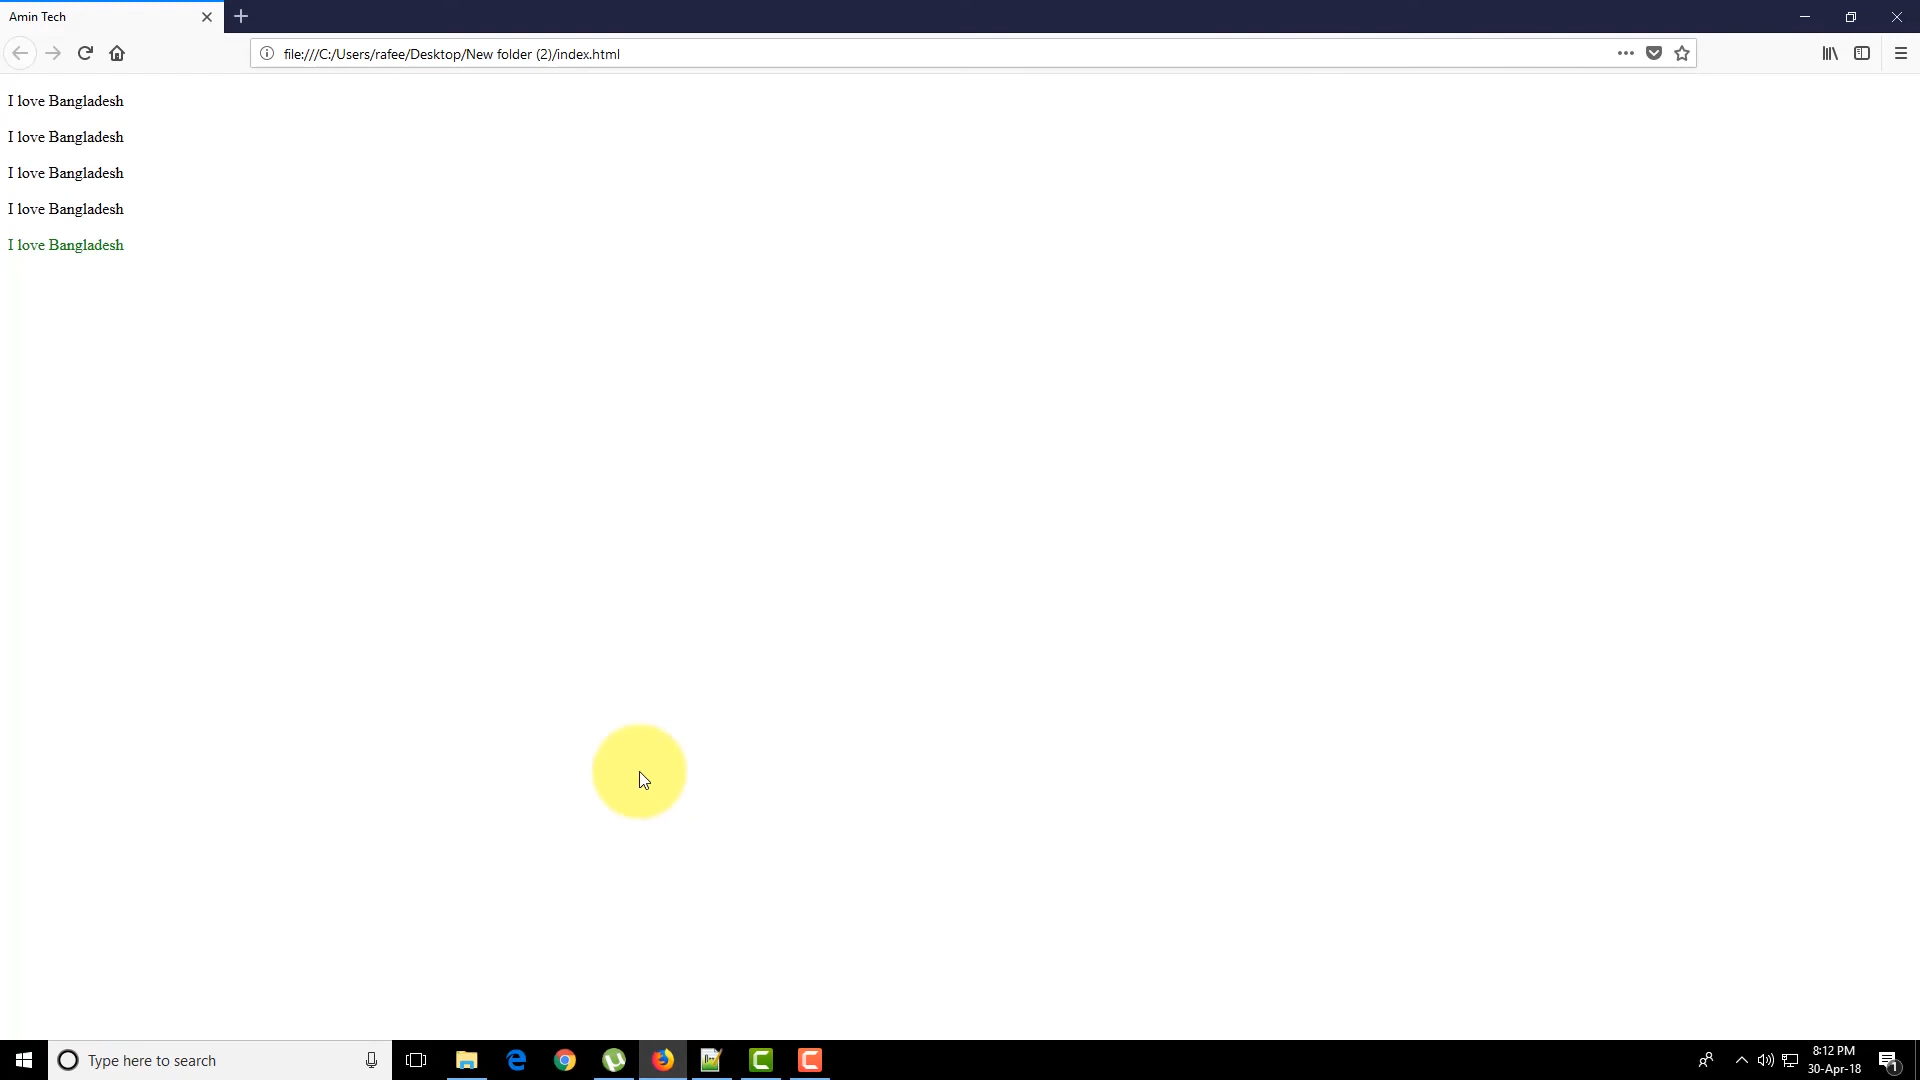 Amin Tech
file:///C:/Users/rafee/Desktop/New folder (2)/index.html
I love Bangladesh
I love Bangladesh
I love Bangladesh
I love Bangladesh
I love Bangladesh
Type here to search
8:12 PM
30-Apr-18
1